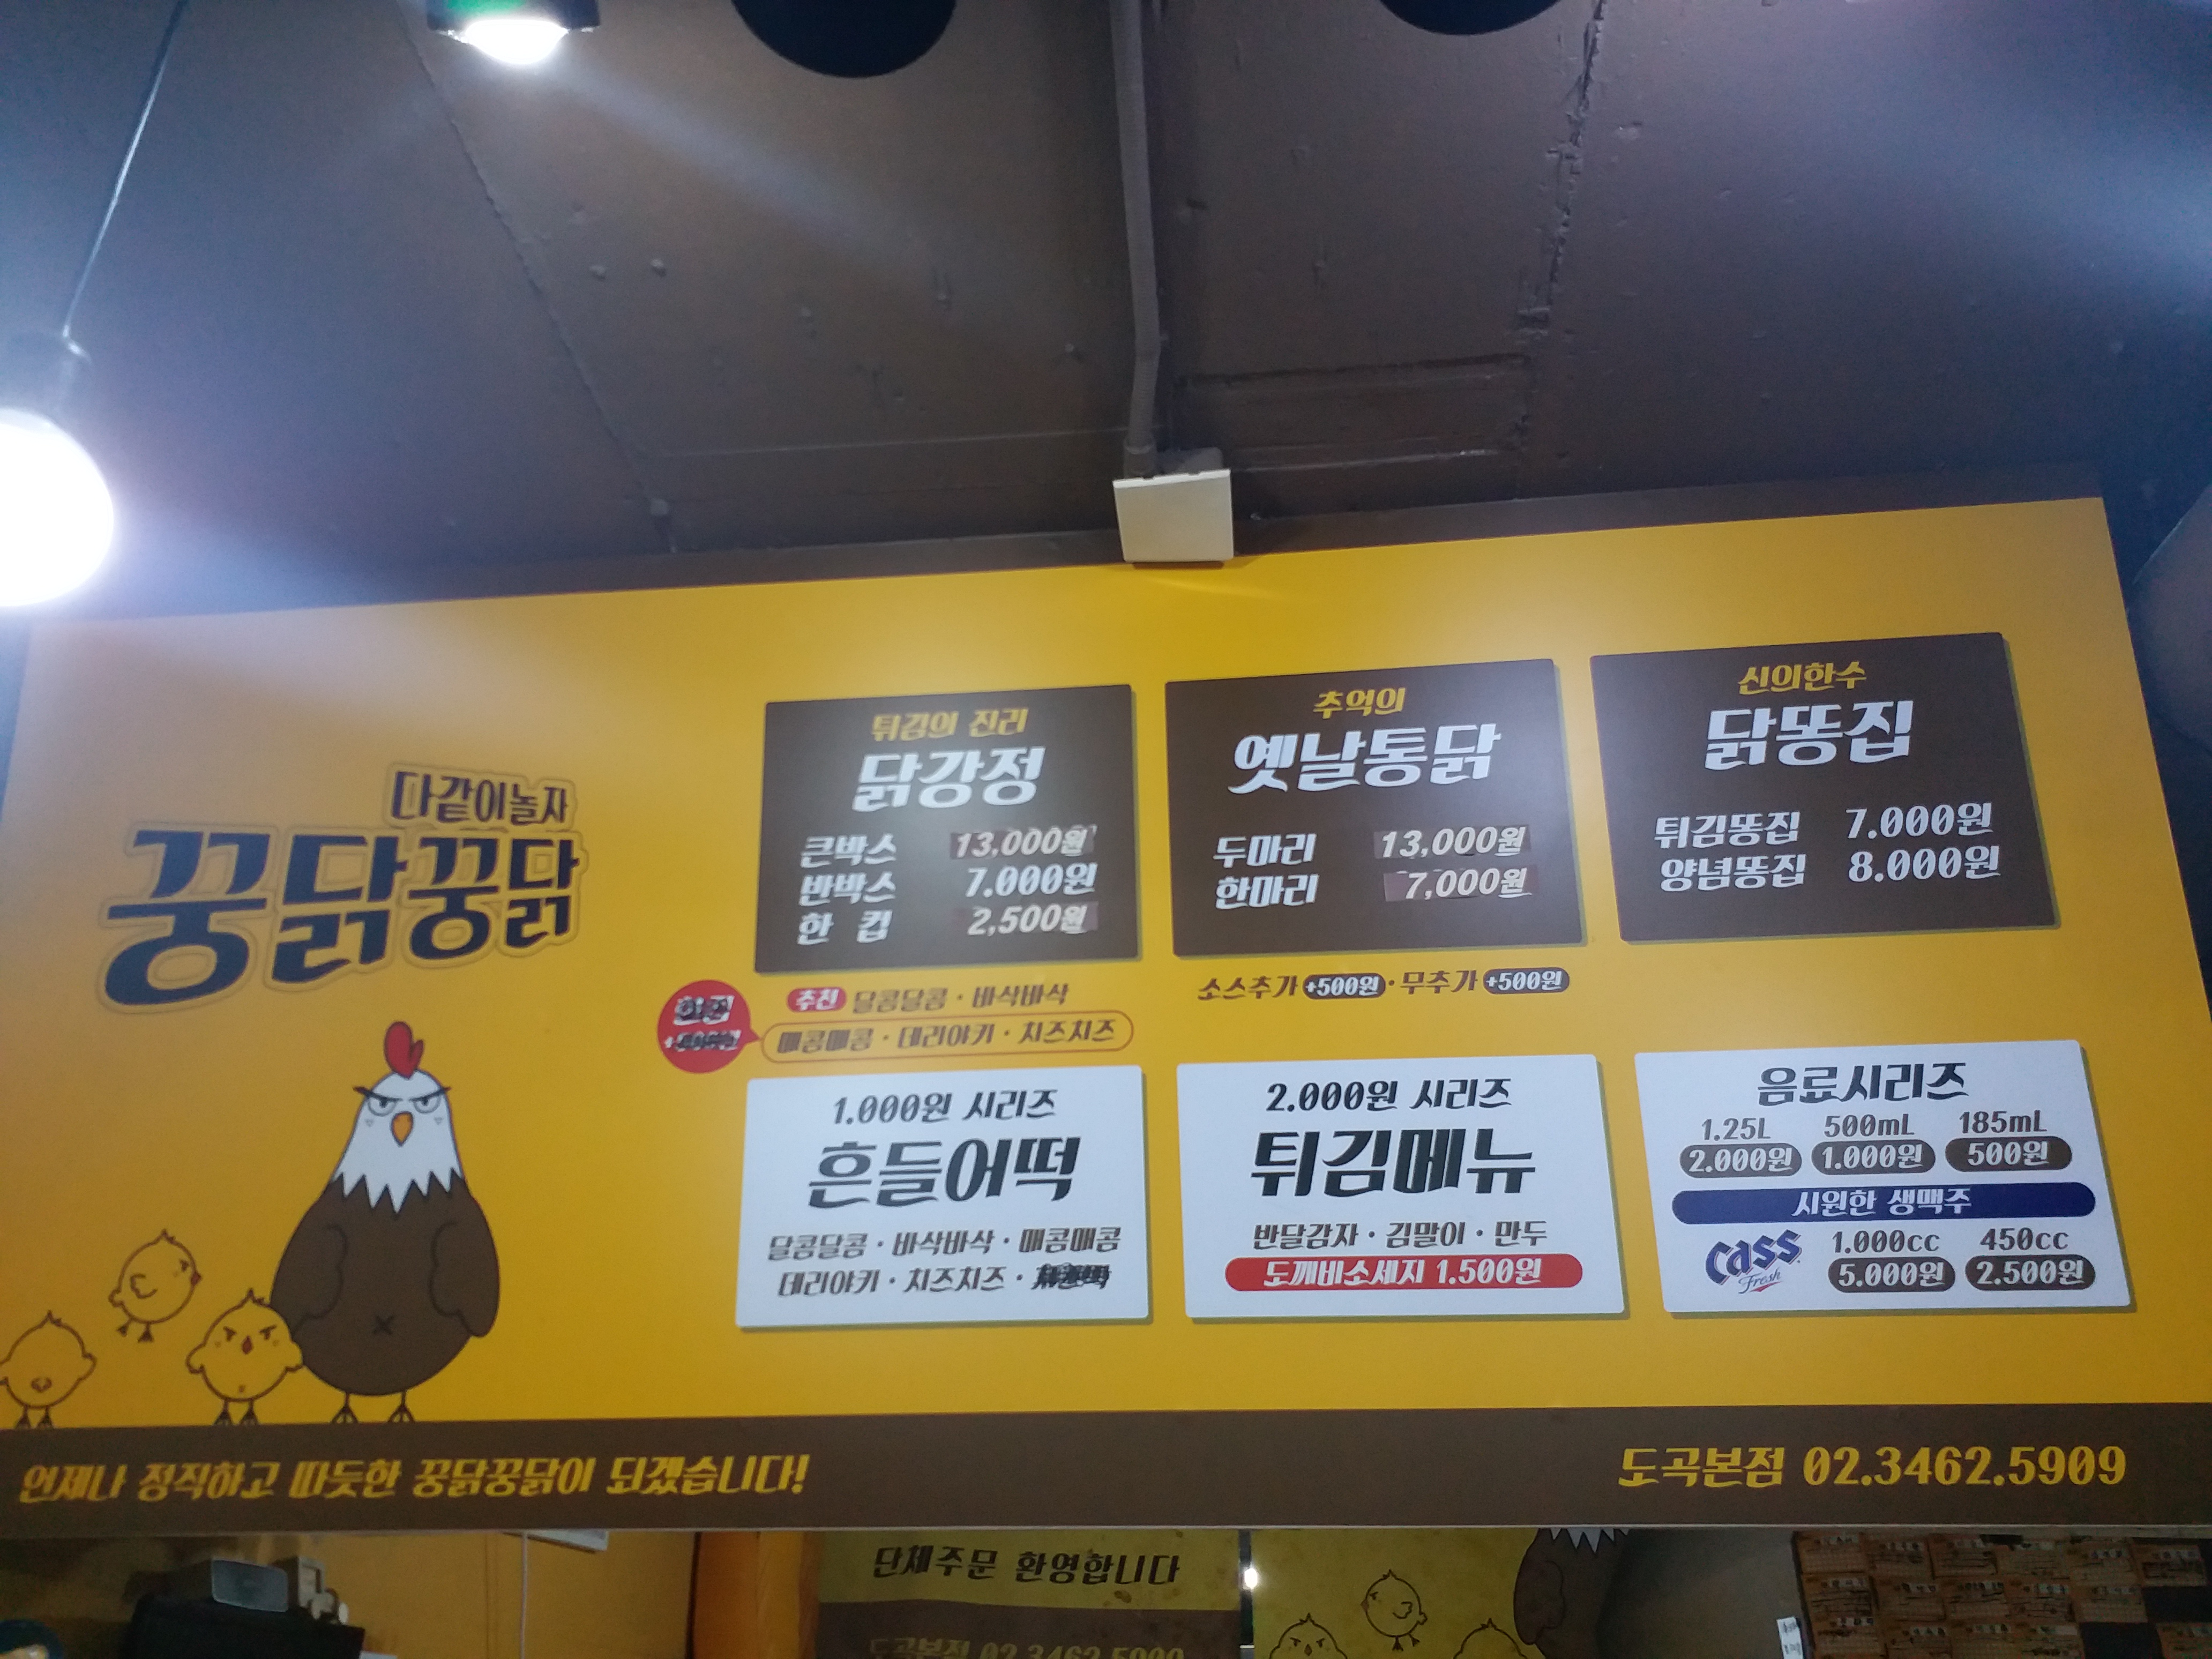 다같이놀자
꿍닭꿍닭
튀김의 진리
닭강정
큰박스 13,000원
반박스 7.000원
한 컵 2,500원
추천 달콤달콤 · 바삭바삭
매콤매콤 · 데리야키 · 치즈치즈
추억의
옛날통닭
두마리 13,000원
한마리 7,000원
소스추가 +500원 · 무추가 +500원
신의한수
닭똥집
튀김똥집 7.000원
양념똥집 8.000원
1.000원 시리즈
흔들어떡
달콤달콤 · 바삭바삭 · 매콤매콤
데리야키 · 치즈치즈 ·
2.000원 시리즈
튀김메뉴
반달감자 · 김말이 · 만두
도깨비소세지 1.500원
음료시리즈
1.25L 500mL 185mL
2.000원 1.000원 500원
시원한 생맥주
Cass Fresh
1.000cc 450cc
5.000원 2.500원
언제나 정직하고 따듯한 꿍닭꿍닭이 되겠습니다!
도곡본점 02.3462.5909
단체주문 환영합니다
도곡본점 02.3462.5909